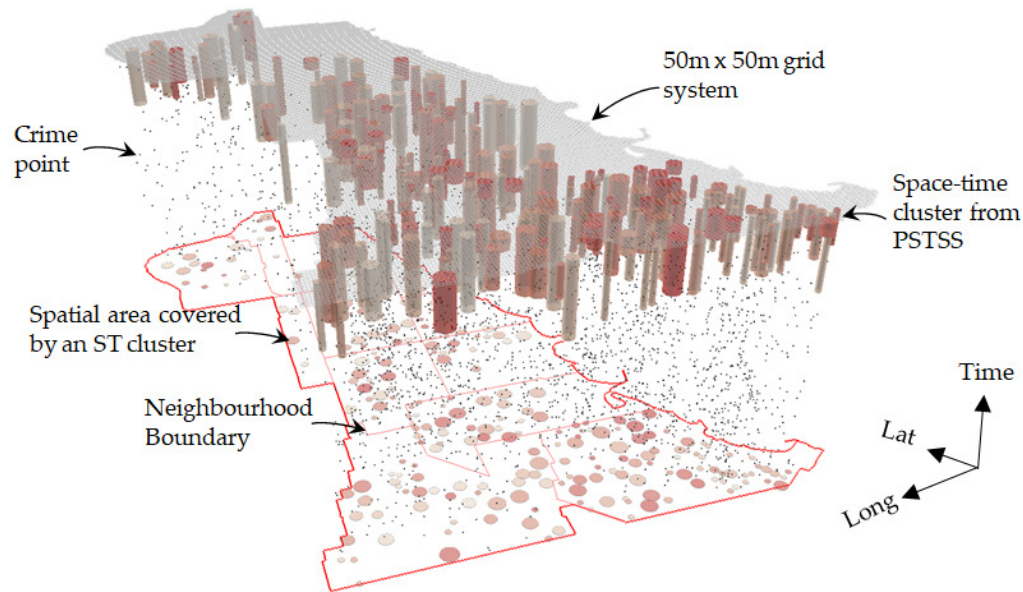 50m x 50m grid
system
Crime
point
Space-time
cluster from
PSTSS
Spatial area covered
by an ST cluster
Neighbourhood
Boundary
Time
Lat
Long